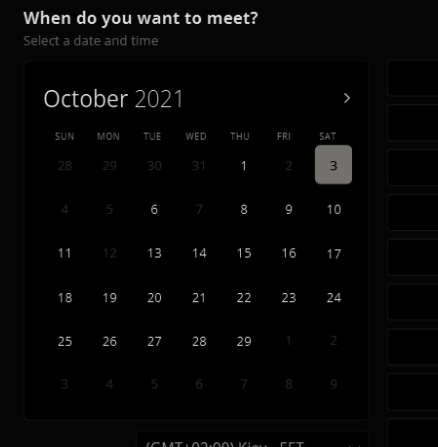 When do you want to meet?
Select a date and time
October 2021 >
SUN MON TUE WED THU FRI SAT
28 29 30 31 1 2 3
4 5 6 7 8 9 10
11 12 13 14 15 16 17
18 19 20 21 22 23 24
25 26 27 28 29 1 2
3 4 5 6 7 8 9
(GMT+02:00) Kiev - EET